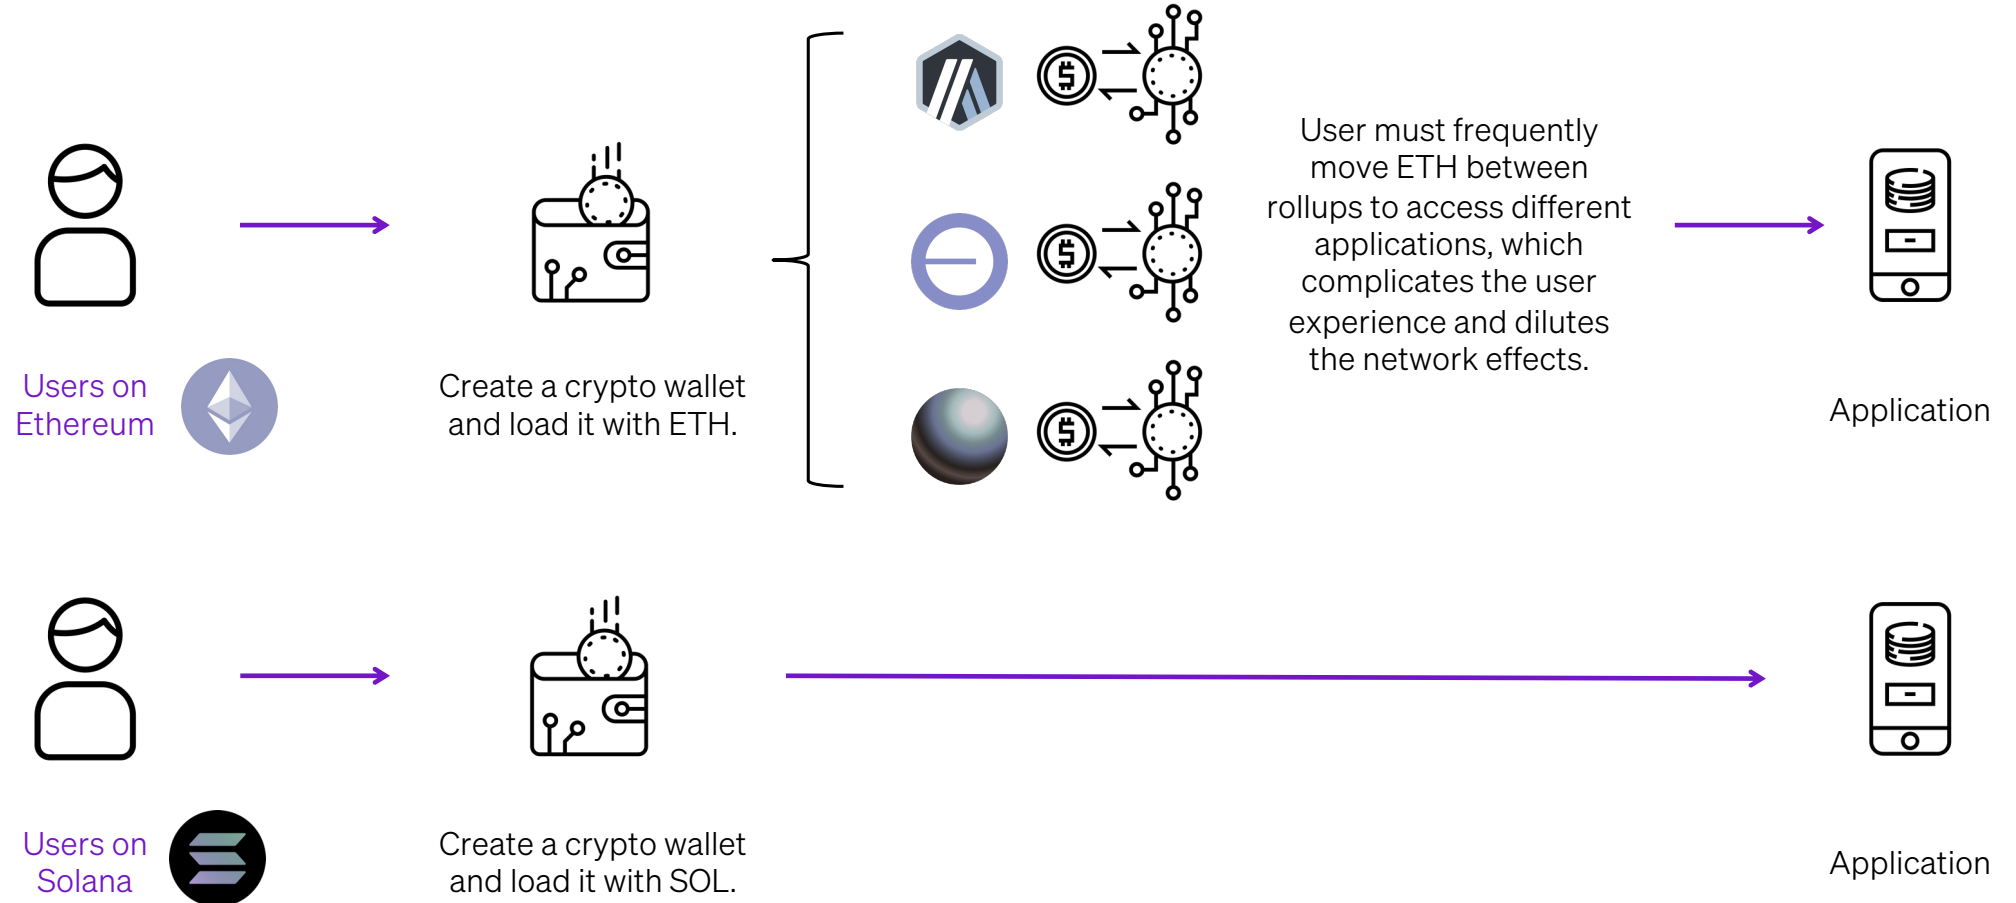 User must frequently
move ETH between
rollups to access different
applications, which
complicates the user
experience and dilutes
the network effects.
Users on
Ethereum
Create a crypto wallet
and load it with ETH.
Application
Users on
Solana
Create a crypto wallet
and load it with SOL.
Application